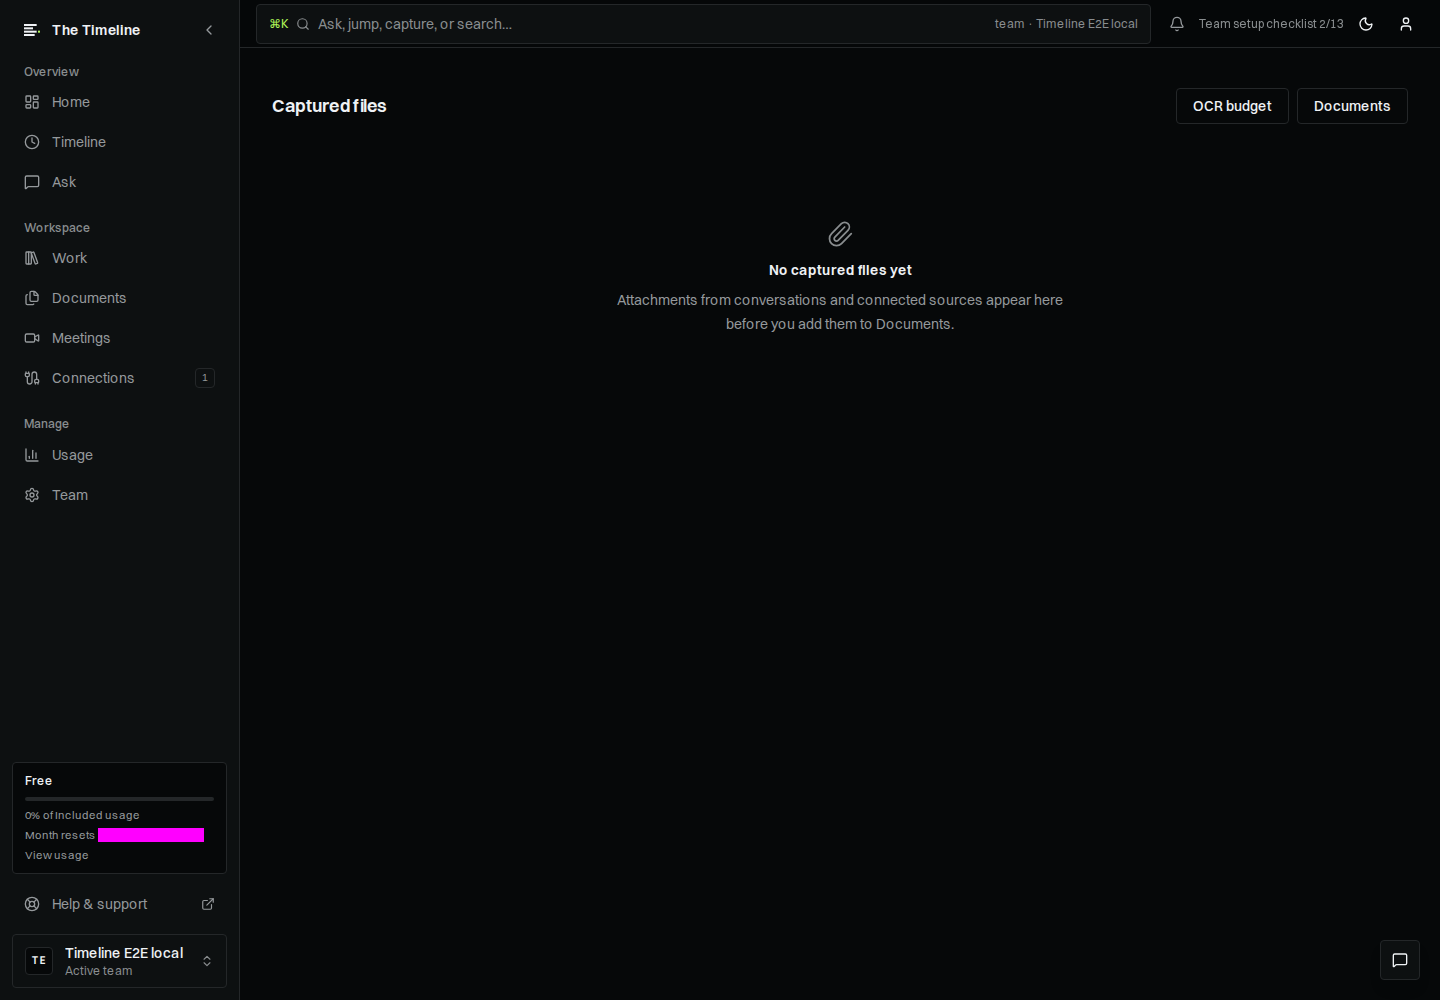 The Timeline
Overview
Home
Timeline
Ask
Workspace
Work
Documents
Meetings
Connections
1
Manage
Usage
Team
Free
0% of included usage
Month resets
View usage
Help & support
TE
Timeline E2E local
Active team
⌘K
Ask, jump, capture, or search...
team · Timeline E2E local
Team setup checklist 2/13
Captured files
OCR budget
Documents
No captured files yet
Attachments from conversations and connected sources appear here
before you add them to Documents.